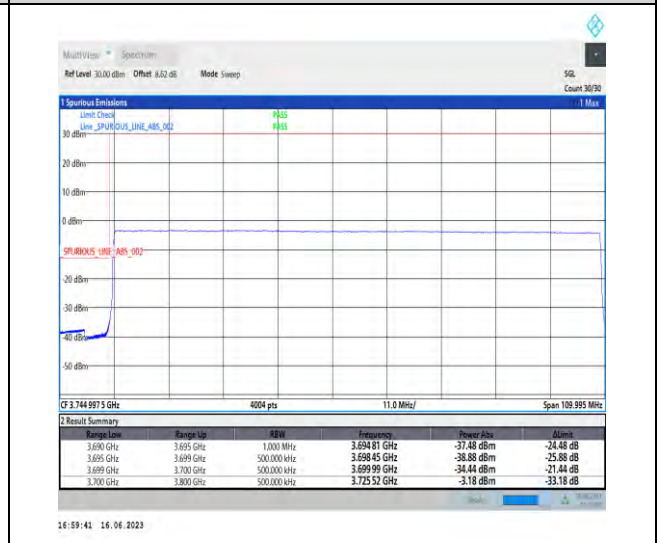 MultiView Spectrum
Ref Level 30.00 dBm Offset 8.62 dB Mode Sweep SGL
Count 30/30
1 Spurious Emissions 1 Max
Limit Check PASS
Line _SPURIOUS_LINE_ABS_002 PASS
30 dBm
20 dBm
10 dBm
0 dBm
SPURIOUS_LINE_ABS_002
-20 dBm
-30 dBm
-40 dBm
-50 dBm
CF 3.744 997 5 GHz 4004 pts 11.0 MHz/ Span 109.995 MHz
2 Result Summary
Range Low Range Up RBW Frequency Power Abs ΔLimit
3.690 GHz 3.695 GHz 1.000 MHz 3.694 81 GHz -37.48 dBm -24.48 dB
3.695 GHz 3.699 GHz 500.000 kHz 3.698 45 GHz -38.88 dBm -25.88 dB
3.699 GHz 3.700 GHz 500.000 kHz 3.699 99 GHz -34.44 dBm -21.44 dB
3.700 GHz 3.800 GHz 500.000 kHz 3.725 52 GHz -3.18 dBm -33.18 dB
16:59:41 16.06.2023